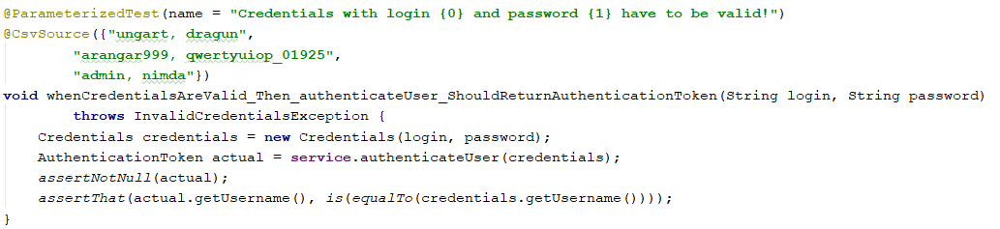 @ParameterizedTest(name = "Credentials with login {0} and password {1} have to be valid!")
@CsvSource({"ungart, dragun",
        "arangar999, qwertyuiop_01925",
        "admin, nimda"})
void whenCredentialsAreValid_Then_authenticateUser_ShouldReturnAuthenticationToken(String login, String password)
        throws InvalidCredentialsException {
    Credentials credentials = new Credentials(login, password);
    AuthenticationToken actual = service.authenticateUser(credentials);
    assertNotNull(actual);
    assertThat(actual.getUsername(), is(equalTo(credentials.getUsername())));
}